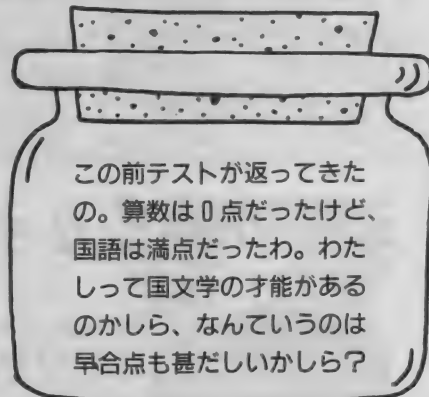 この前テストが返ってきた
の。算数は0点だったけど、
国語は満点だったわ。わた
しって国文学の才能がある
のかしら、なんていうのは
早合点も甚だしいかしら?